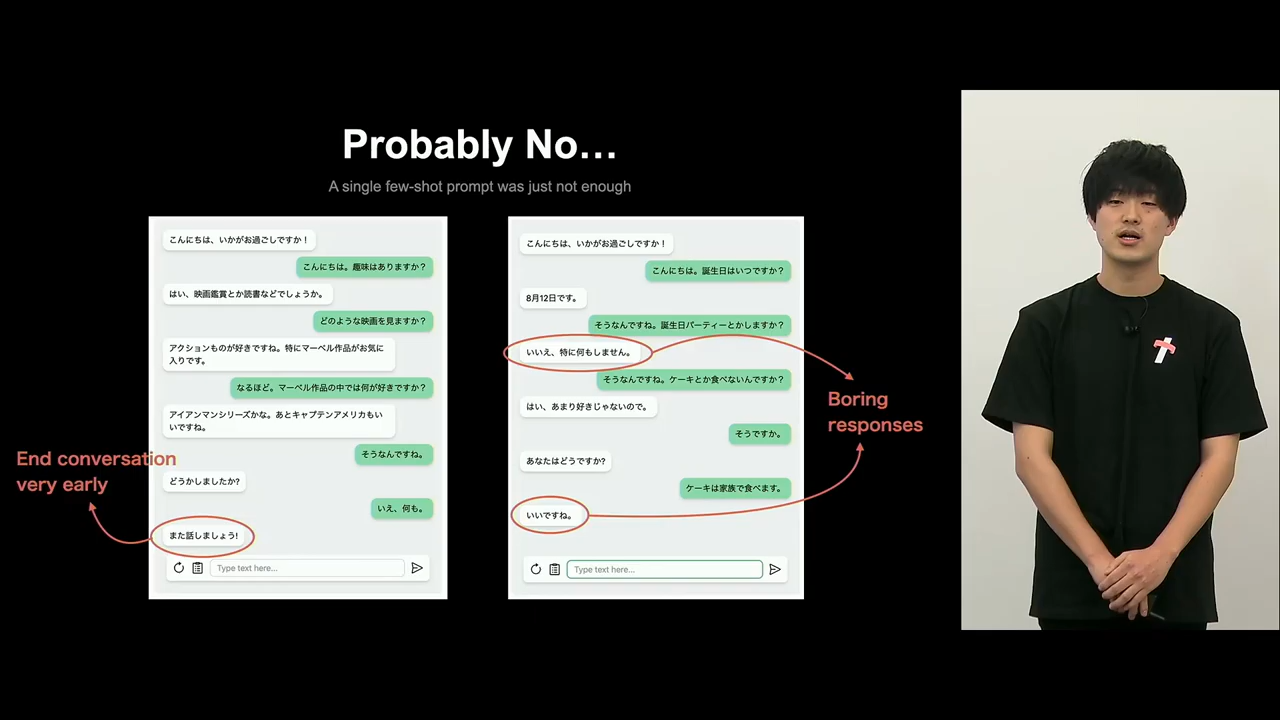 Probably No...
A single few-shot prompt was just not enough
こんにちは、いかがお過ごしですか！
こんにちは。趣味はありますか？
はい、映画鑑賞とか読書などでしょうか。
どのような映画を見ますか？
アクションものが好きですね。特にマーベル作品がお気に
入りです。
なるほど。マーベル作品の中では何が好きですか？
アイアンマンシリーズかな。あとキャプテンアメリカもい
いですね。
そうなんですね。
どうかしましたか?
いえ、何も。
また話しましょう!
Type text here...
End conversation
very early
こんにちは、いかがお過ごしですか！
こんにちは。誕生日はいつですか？
8月12日です。
そうなんですね。誕生日パーティーとかしますか？
いいえ、特に何もしません。
そうなんですね。ケーキとか食べないんですか？
はい、あまり好きじゃないので。
そうですか。
あなたはどうですか?
ケーキは家族で食べます。
いいですね。
Type text here...
Boring
responses